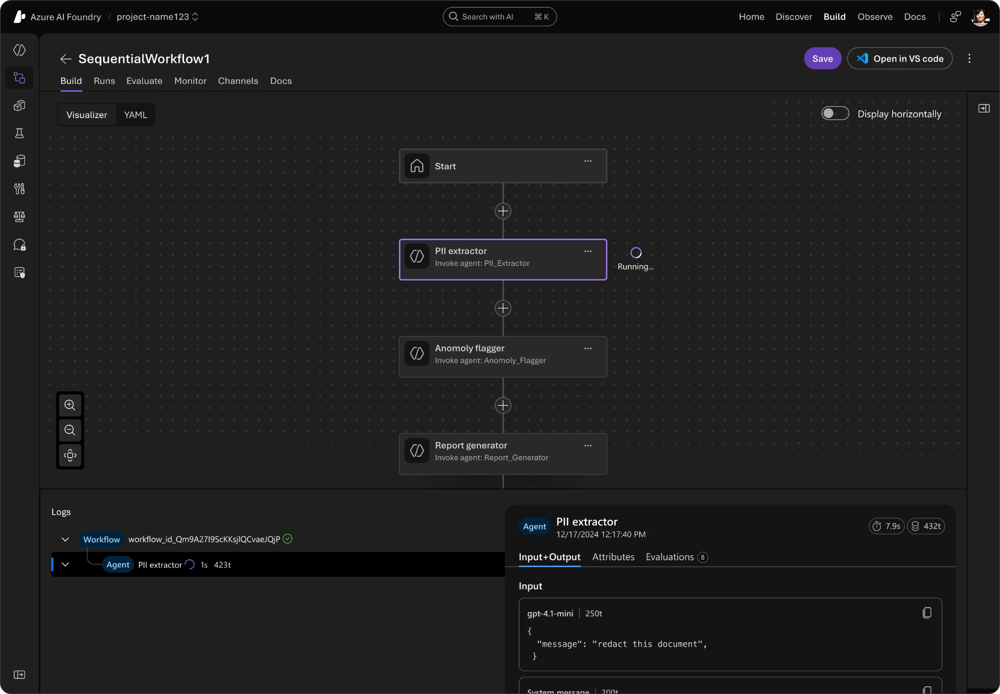 Azure AI Foundry / project-name123
Search with AI ⌘ K
Home Discover Build Observe Docs
SequentialWorkflow1
Save
Open in VS code
Build Runs Evaluate Monitor Channels Docs
Visualizer YAML
Display horizontally
Start
PII extractor
Invoke agent: PII_Extractor
Running...
Anomoly flagger
Invoke agent: Anomoly_Flagger
Report generator
Invoke agent: Report_Generator
Logs
Workflow workflow_id_Qm9A27I9ScKKsjlQCvaeJQjP
Agent PII extractor 1s 423t
Agent PII extractor
12/17/2024 12:17:40 PM
7.9s 432t
Input+Output Attributes Evaluations 8
Input
gpt-4.1-mini | 250t
{
"message": "redact this document",
}
System message | 200t